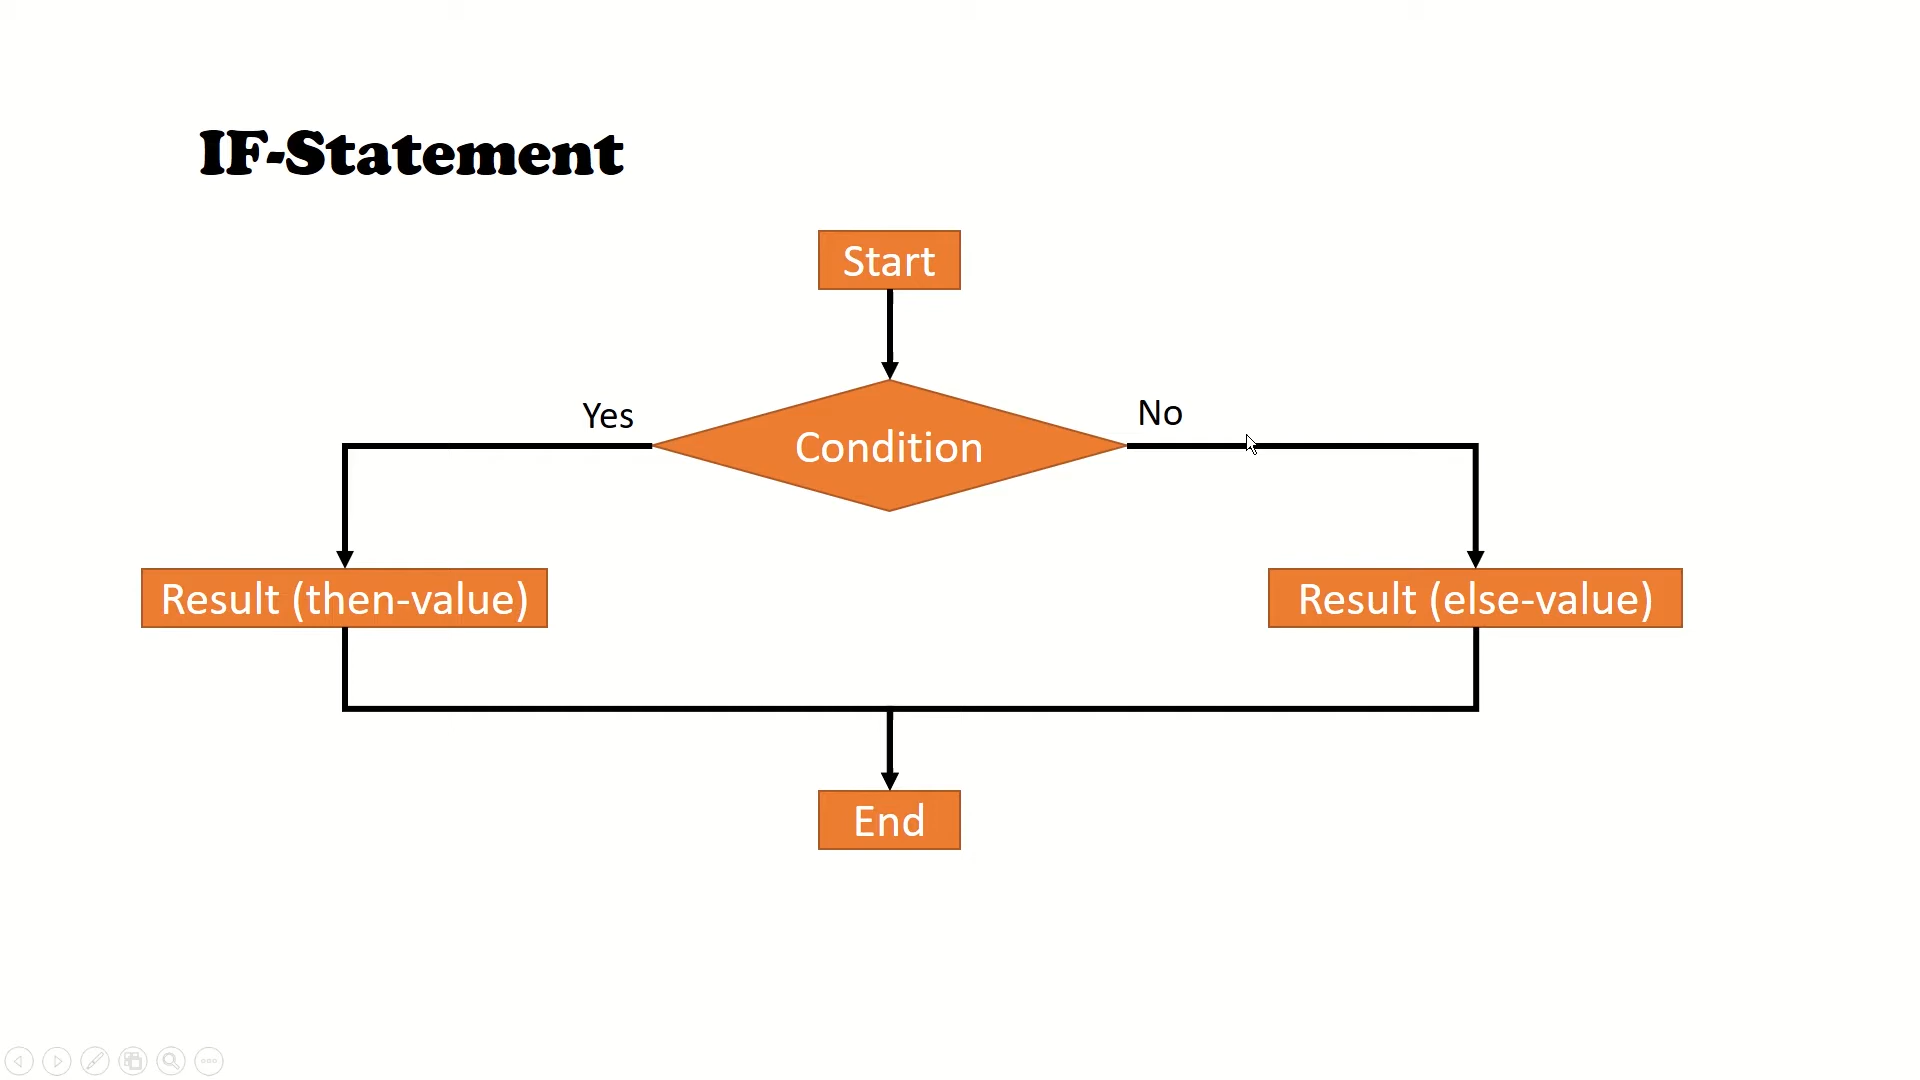 IF-Statement
Start
Yes
No
Condition
Result (then-value)
Result (else-value)
End